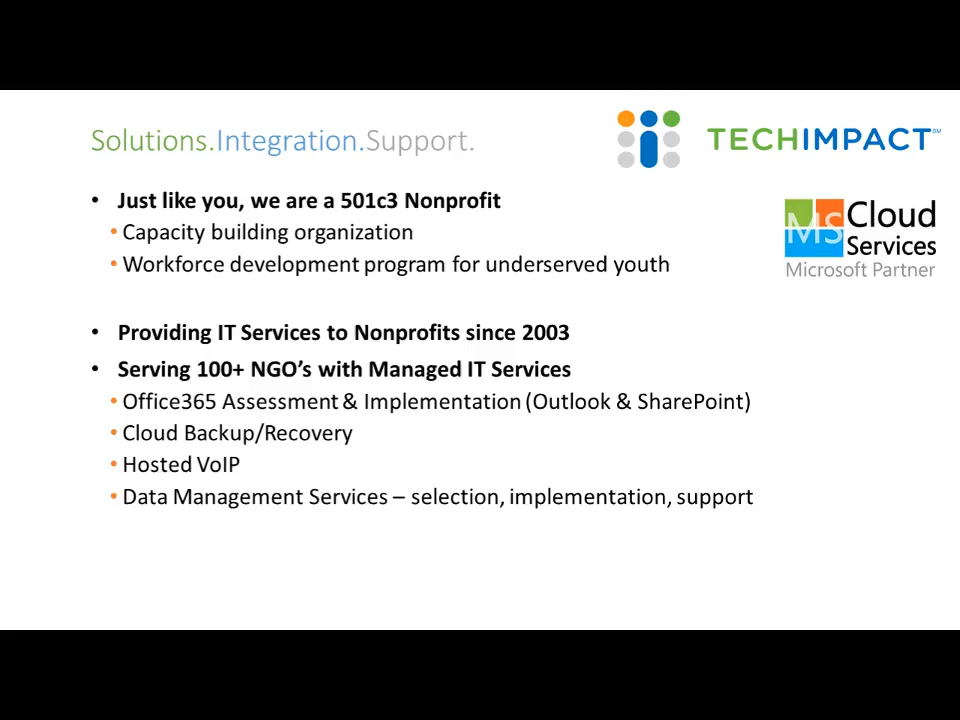 Solutions.Integration.Support.
TECHIMPACT℠
• Just like you, we are a 501c3 Nonprofit
• Capacity building organization
• Workforce development program for underserved youth
MS Cloud
Services
Microsoft Partner
• Providing IT Services to Nonprofits since 2003
• Serving 100+ NGO’s with Managed IT Services
• Office365 Assessment & Implementation (Outlook & SharePoint)
• Cloud Backup/Recovery
• Hosted VoIP
• Data Management Services – selection, implementation, support